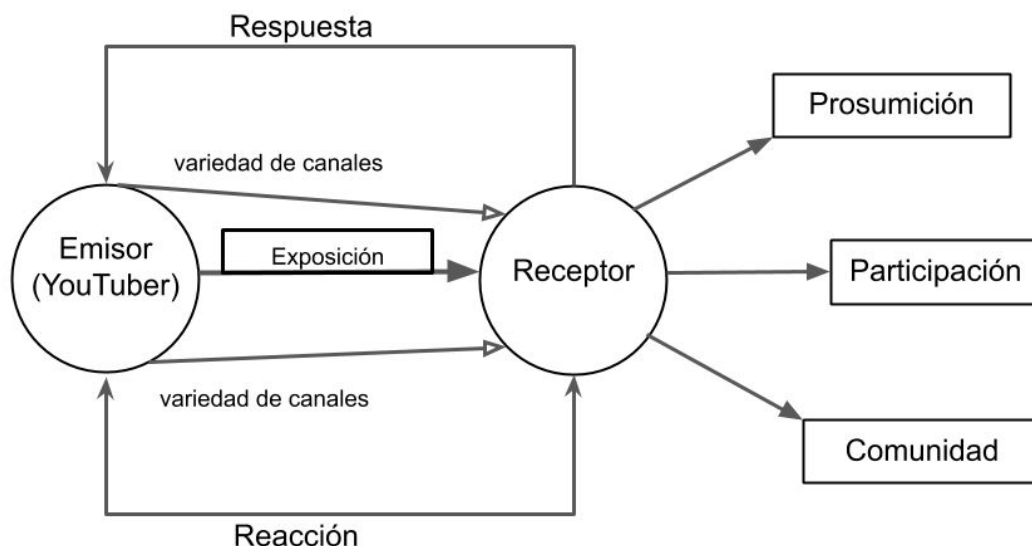 Respuesta
Prosumición
variedad de canales
Emisor
(YouTuber)
Exposición
Receptor
Participación
variedad de canales
Comunidad
Reacción